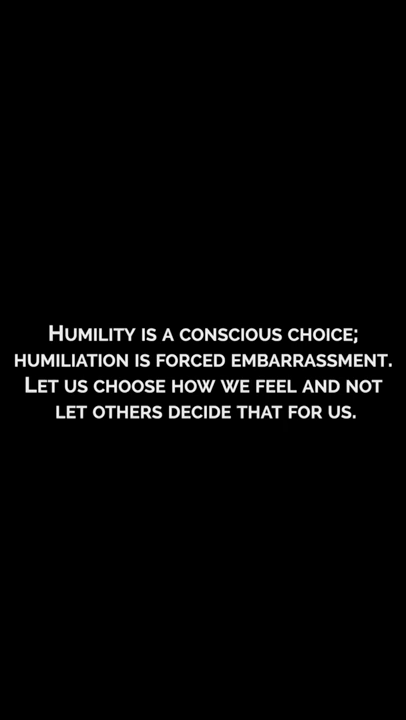 Humility is a conscious choice;
humiliation is forced embarrassment.
Let us choose how we feel and not
let others decide that for us.